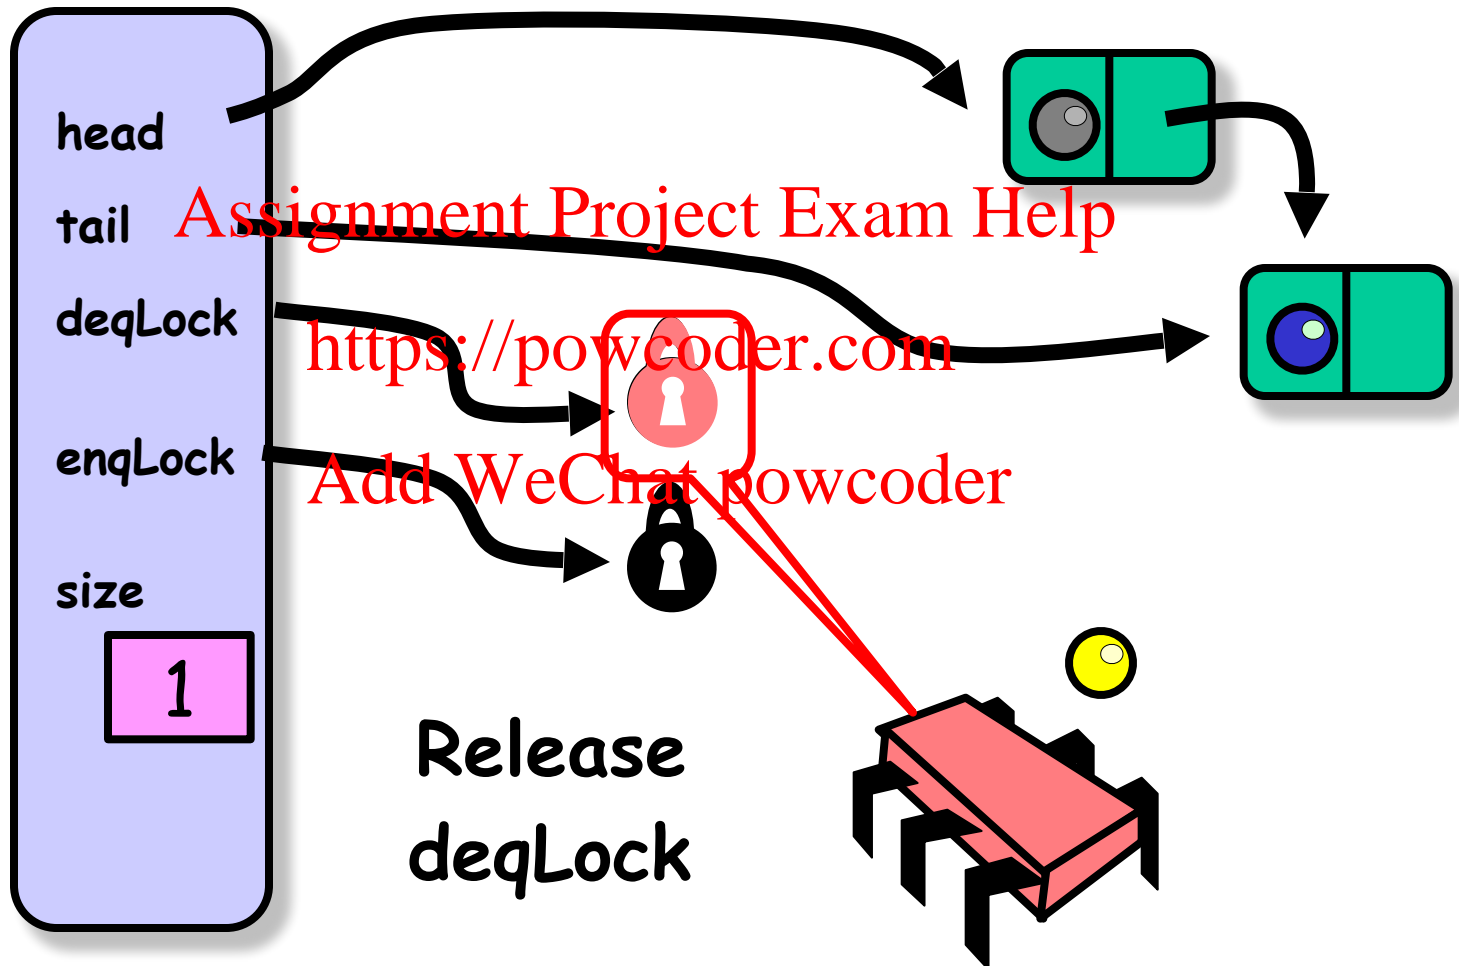 head
tail
Assignment Project Exam Help
deqLock
https://powcoder.com
enqLock
Add WeChat powcoder
size
1
Release
deqLock